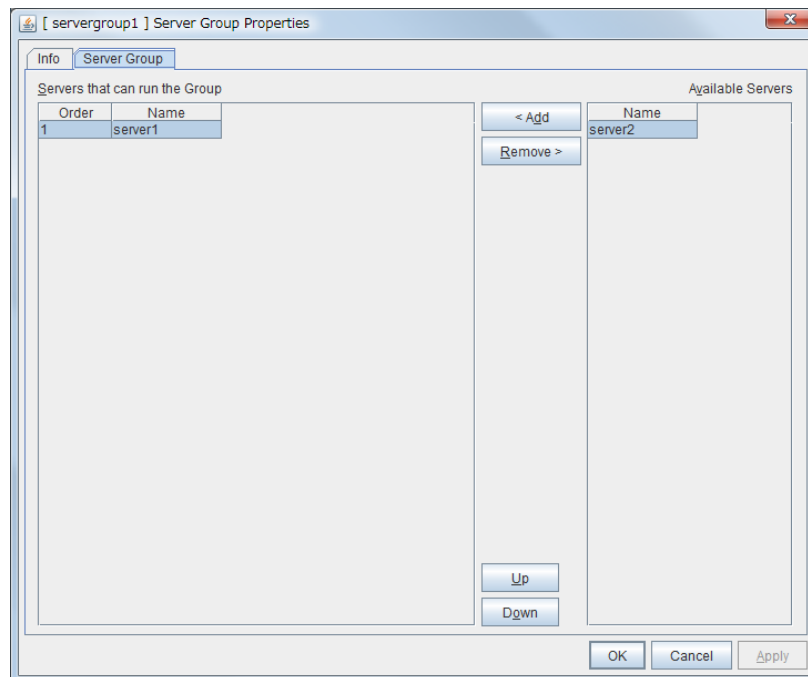 [ servergroup1 ] Server Group Properties
Info Server Group
Servers that can run the Group
Available Servers
Order Name
1 server1
< Add
Remove >
Name
server2
Up
Down
OK Cancel Apply